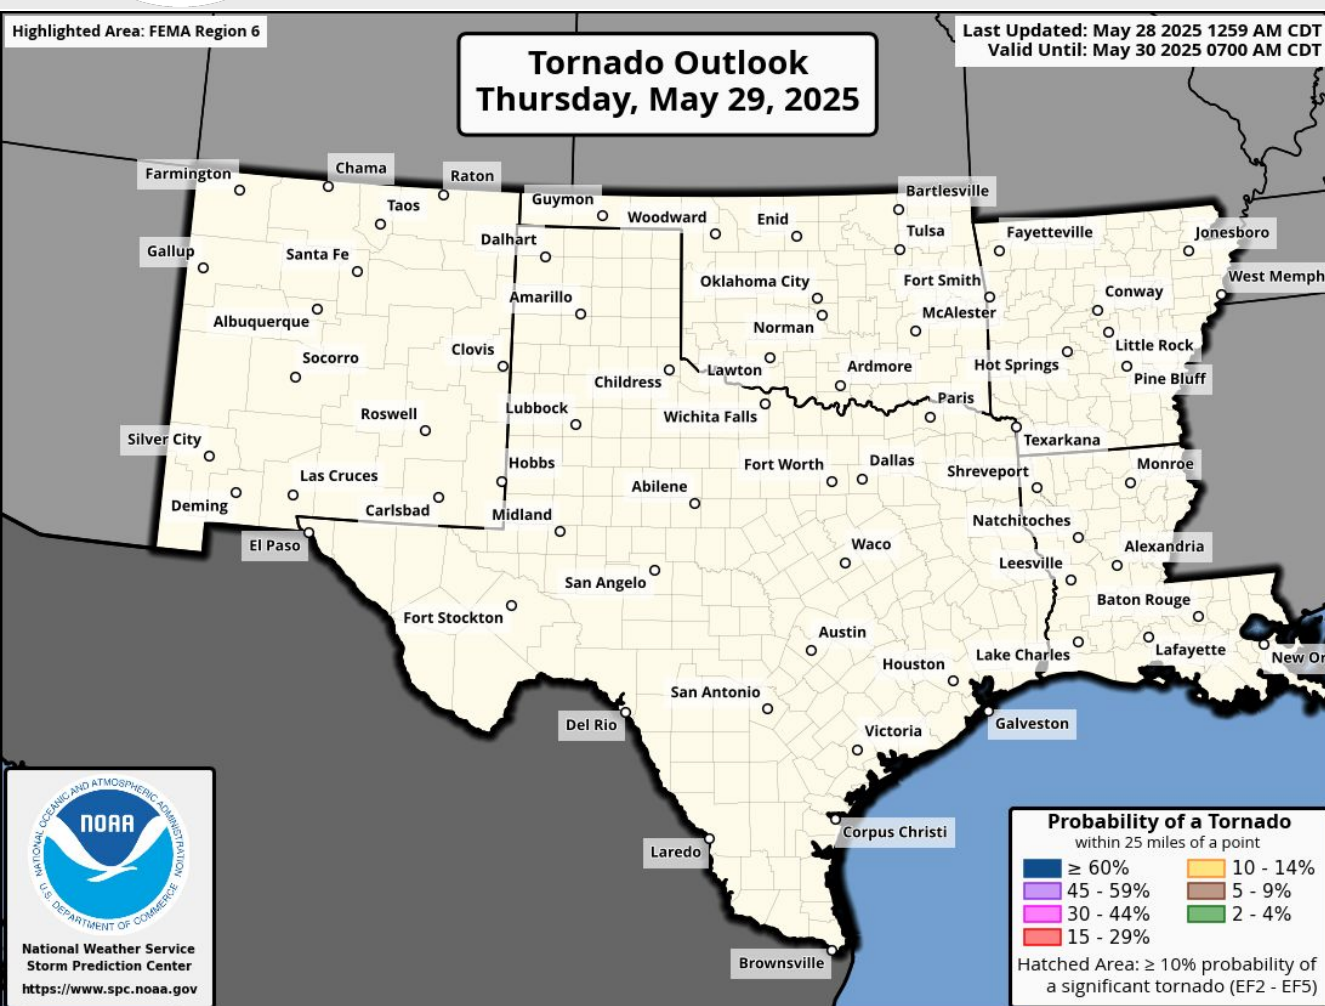 Highlighted Area: FEMA Region 6
Last Updated: May 28 2025 1259 AM CDT
Valid Until: May 30 2025 0700 AM CDT
Tornado Outlook
Thursday, May 29, 2025
Farmington
Chama
Raton
Taos
Guymon
Woodward
Enid
Bartlesville
Tulsa
Fayetteville
Jonesboro
Gallup
Santa Fe
Dalhart
Oklahoma City
Fort Smith
West Memph
Amarillo
Conway
Albuquerque
Norman
McAlester
Little Rock
Socorro
Clovis
Childress
Lawton
Ardmore
Hot Springs
Pine Bluff
Roswell
Lubbock
Wichita Falls
Paris
Silver City
Texarkana
Las Cruces
Hobbs
Fort Worth
Dallas
Shreveport
Monroe
Deming
Carlsbad
Abilene
Midland
Natchitoches
El Paso
Waco
Alexandria
San Angelo
Leesville
Fort Stockton
Baton Rouge
Austin
Lake Charles
Lafayette
New Or
Houston
San Antonio
Del Rio
Victoria
Galveston
Corpus Christi
Laredo
Brownsville
NATIONAL OCEANIC AND ATMOSPHERIC ADMINISTRATION
NOAA
U.S. DEPARTMENT OF COMMERCE
National Weather Service
Storm Prediction Center
https://www.spc.noaa.gov
Probability of a Tornado
within 25 miles of a point
≥ 60%
45 - 59%
30 - 44%
15 - 29%
10 - 14%
5 - 9%
2 - 4%
Hatched Area: ≥ 10% probability of
a significant tornado (EF2 - EF5)